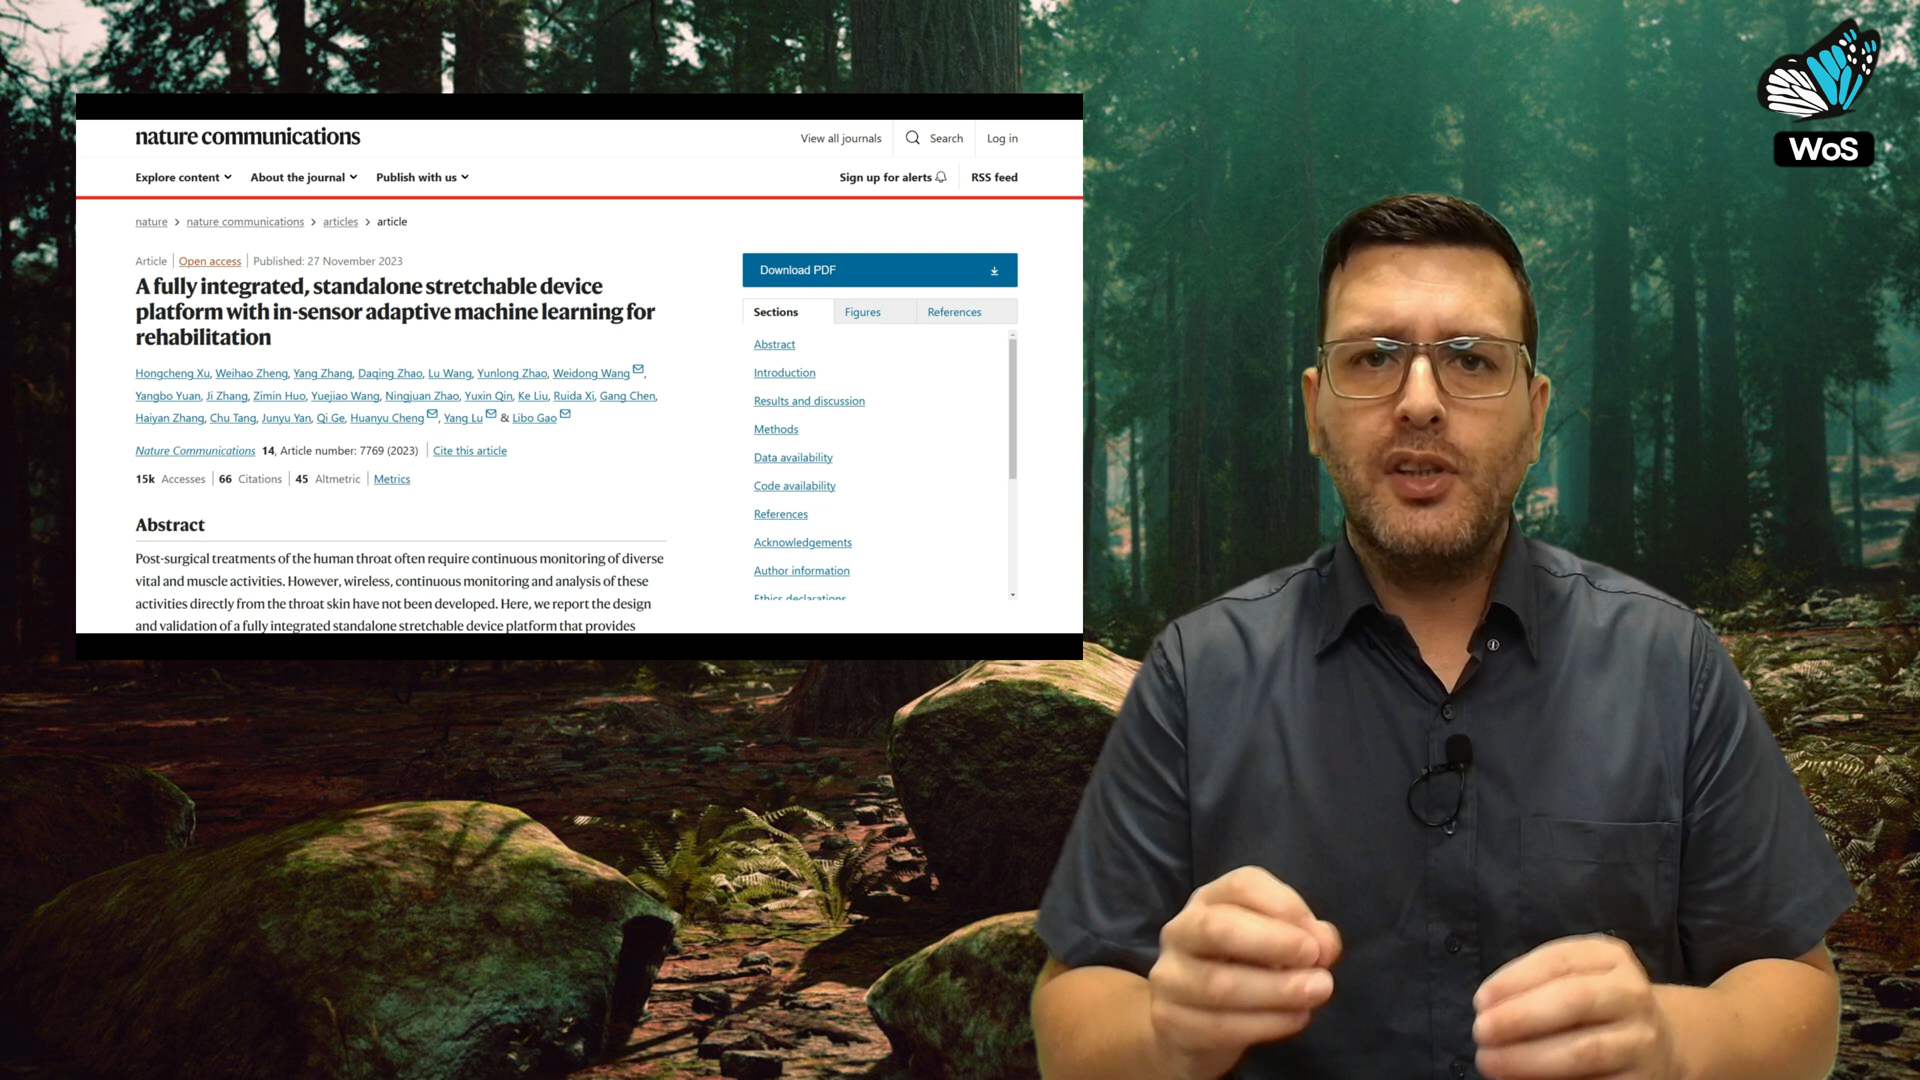 nature communications
View all journals
Search
Log in
Explore content
About the journal
Publish with us
Sign up for alerts
RSS feed
nature > nature communications > articles > article
Article | Open access | Published: 27 November 2023
A fully integrated, standalone stretchable device
platform with in-sensor adaptive machine learning for
rehabilitation
Hongcheng Xu, Weihao Zheng, Yang Zhang, Daqing Zhao, Lu Wang, Yunlong Zhao, Weidong Wang,
Yangbo Yuan, Ji Zhang, Zimin Huo, Yuejiao Wang, Ningjuan Zhao, Yuxin Qin, Ke Liu, Ruida Xi, Gang Chen,
Haiyan Zhang, Chu Tang, Junyu Yan, Qi Ge, Huanyu Cheng, Yang Lu & Libo Gao
Nature Communications 14, Article number: 7769 (2023) | Cite this article
15k Accesses | 66 Citations | 45 Altmetric | Metrics
Abstract
Post-surgical treatments of the human throat often require continuous monitoring of diverse
vital and muscle activities. However, wireless, continuous monitoring and analysis of these
activities directly from the throat skin have not been developed. Here, we report the design
and validation of a fully integrated standalone stretchable device platform that provides
Download PDF
Sections
Figures
References
Abstract
Introduction
Results and discussion
Methods
Data availability
Code availability
References
Acknowledgements
Author information
Ethics declarations
WoS